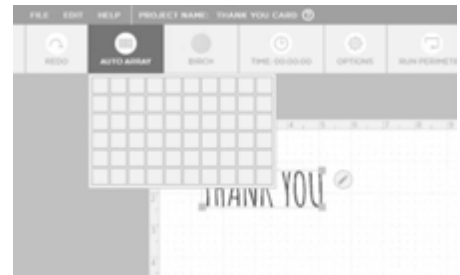 FILE EDIT HELP PROJECT NAME: THANK YOU CARD ?
REDO AUTO ARRAY BIRCH TIME: 00:00:00 OPTIONS RUN PERIMETE
THANK YOU